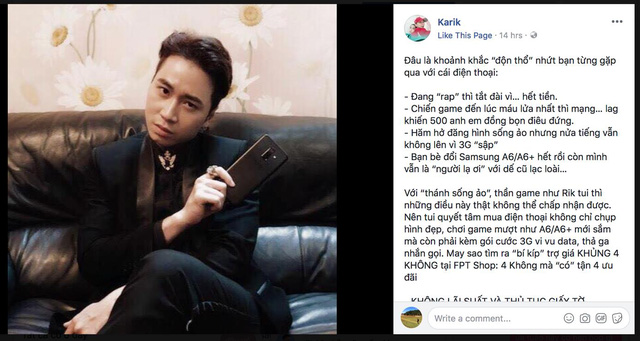 Karik
Like This Page · 14 hrs ·
Đâu là khoảnh khắc “độn thổ” nhứt bạn từng gặp
qua với cái điện thoại:
- Đang “rap” thì tắt đài vì... hết tiền.
- Chiến game đến lúc máu lửa nhất thì mạng... lag
khiến 500 anh em đồng bọn điêu đứng.
- Hăm hở đăng hình sống ảo nhưng nửa tiếng vẫn
không lên vì 3G “sập”
- Bạn bè đổi Samsung A6/A6+ hết rồi còn mình
vẫn là “người lạ ơi” với dế cũ lạc loài...
Với “thánh sống ảo”, thần game như Rik tui thì
những điều này thật không thể chấp nhận được.
Nên tui quyết tâm mua điện thoại không chỉ chụp
hình đẹp, chơi game mượt như A6/A6+ mới sắm
mà còn phải kèm gói cước 3G vi vu data, thả ga
nhắn gọi. May sao tìm ra “bí kíp” trợ giá KHỦNG 4
KHÔNG tại FPT Shop: 4 Không mà “có” tận 4 ưu
đãi
- KHÔNG LÃI SUẤT VÀ THỦ TỤC GIẤY TỜ
Write a comment...